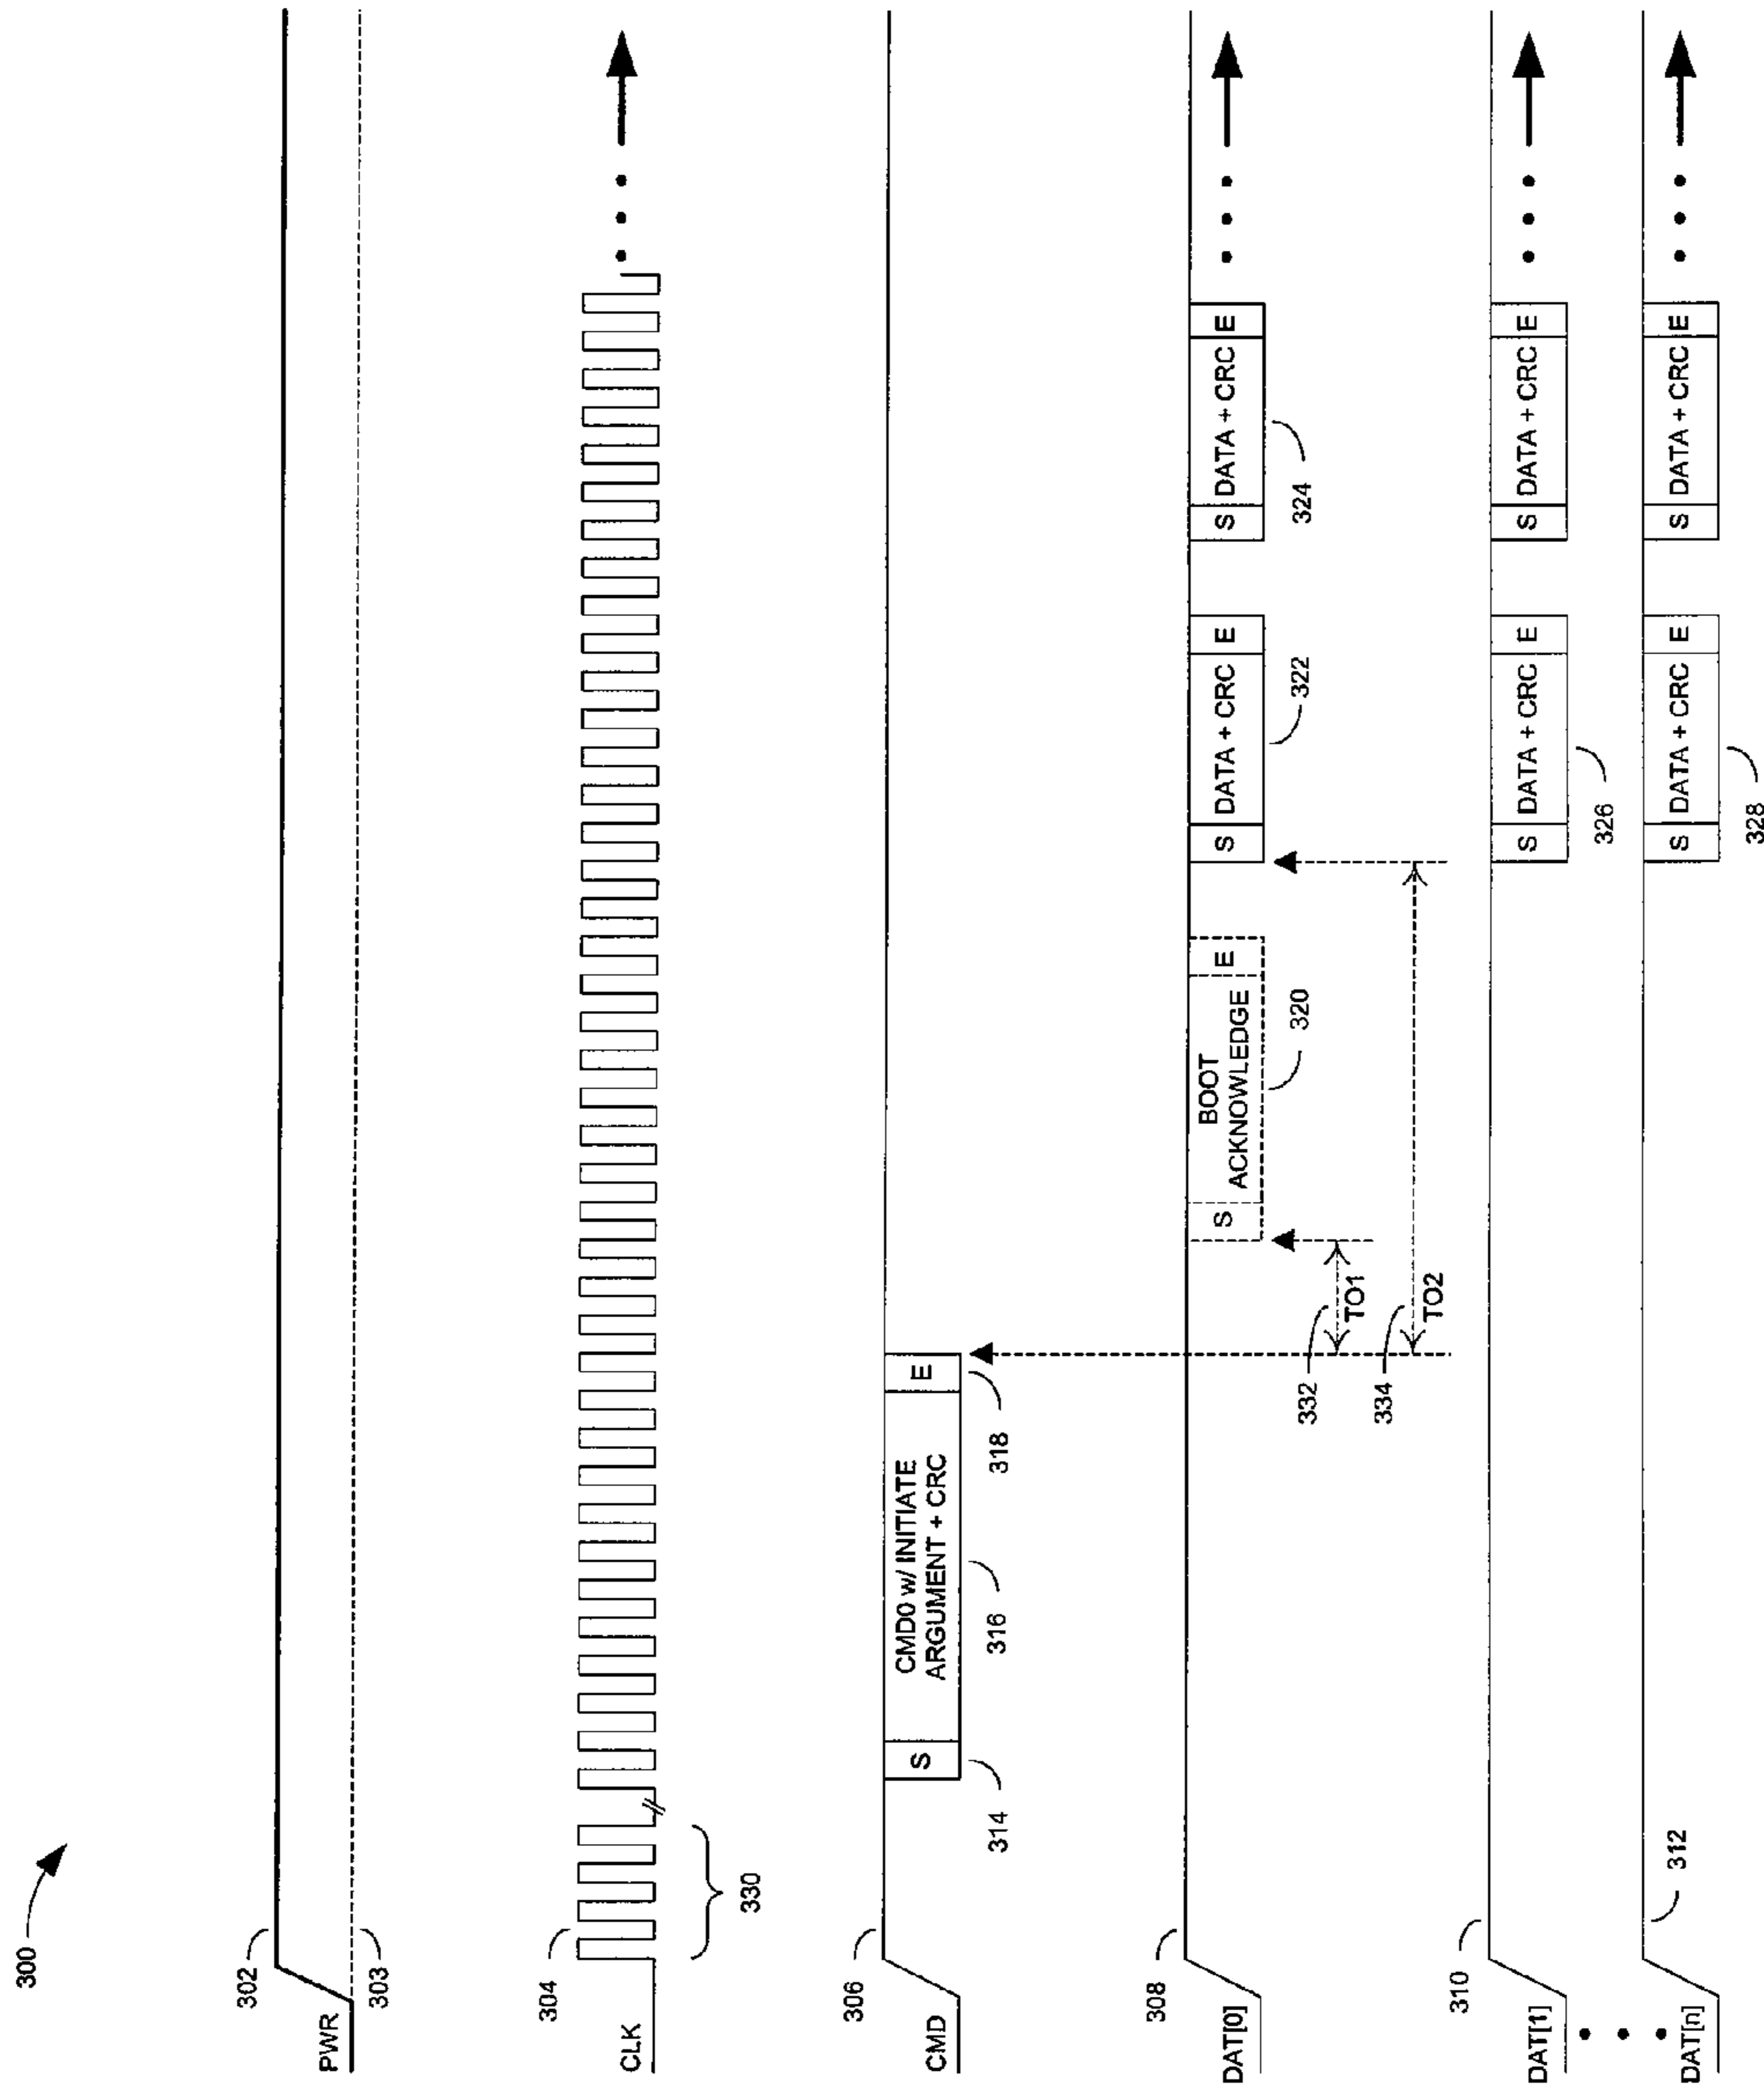 300
PWR
302
303
CLK
304
330
CMD
306
S
CMD0 w/ INITIATE
ARGUMENT + CRC
E
314
316
318
DAT[0]
308
S
BOOT
ACKNOWLEDGE
E
S
DATA + CRC
E
S
DATA + CRC
E
320
322
324
332
TO1
334
TO2
DAT[1]
310
S
DATA + CRC
E
S
DATA + CRC
E
326
DAT[n]
312
S
DATA + CRC
E
S
DATA + CRC
E
328